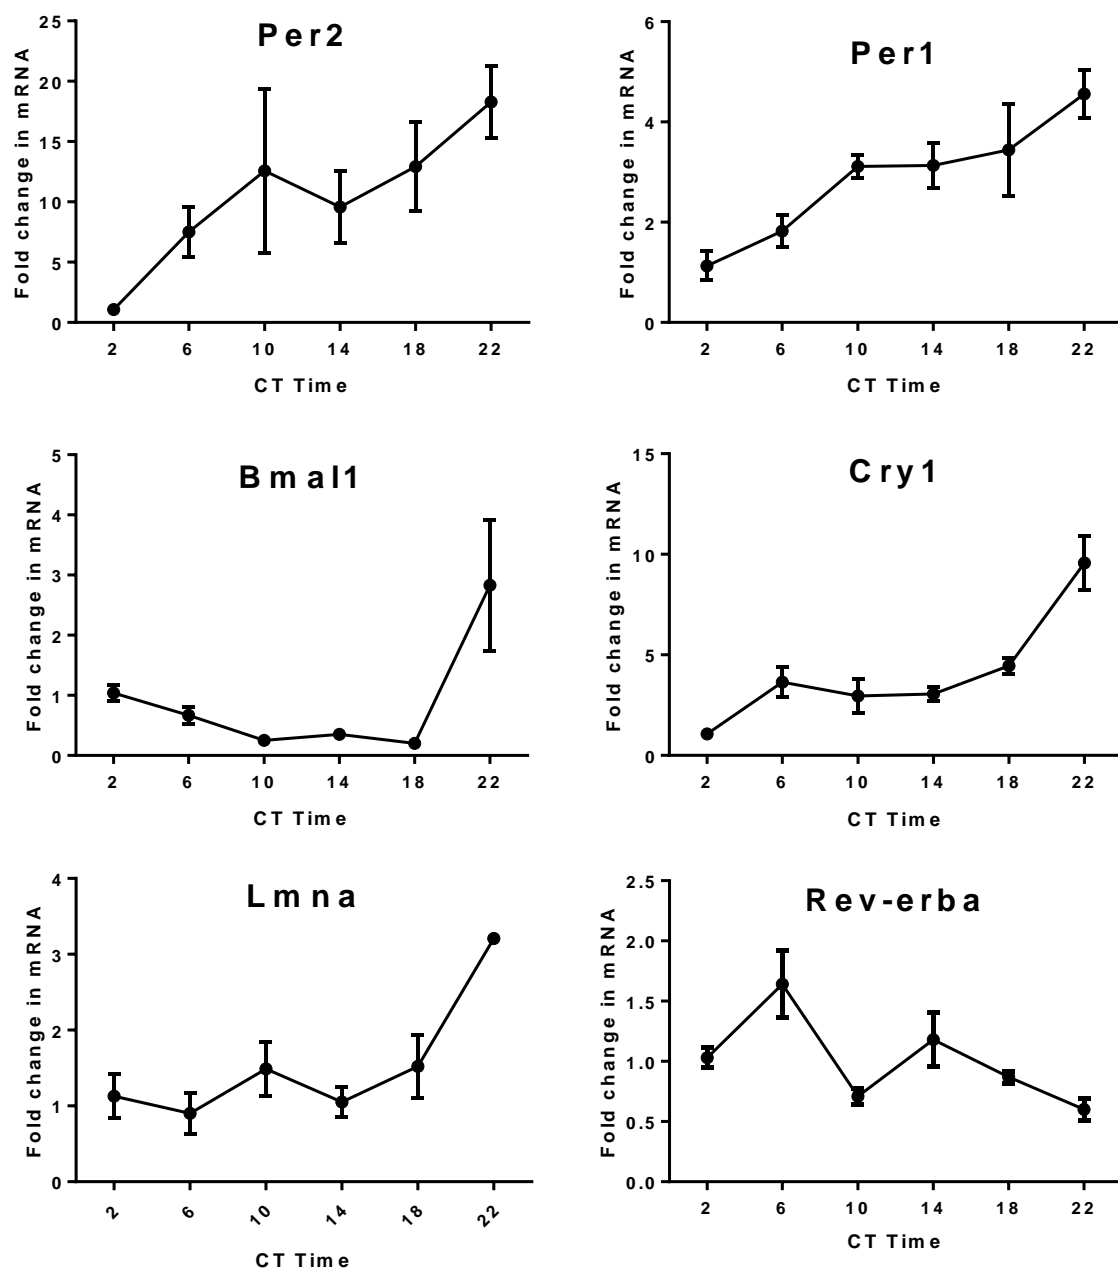 Per2
Fold change in mRNA
25
20
15
10
5
0
2 6 10 14 18 22
CT Time
Per1
Fold change in mRNA
6
4
2
0
2 6 10 14 18 22
CT Time
Bmal1
Fold change in mRNA
5
4
3
2
1
0
2 6 10 14 18 22
CT Time
Cry1
Fold change in mRNA
15
10
5
0
2 6 10 14 18 22
CT Time
Lmna
Fold change in mRNA
4
3
2
1
0
2 6 10 14 18 22
CT Time
Rev-erba
Fold change in mRNA
2.5
2.0
1.5
1.0
0.5
0.0
2 6 10 14 18 22
CT Time